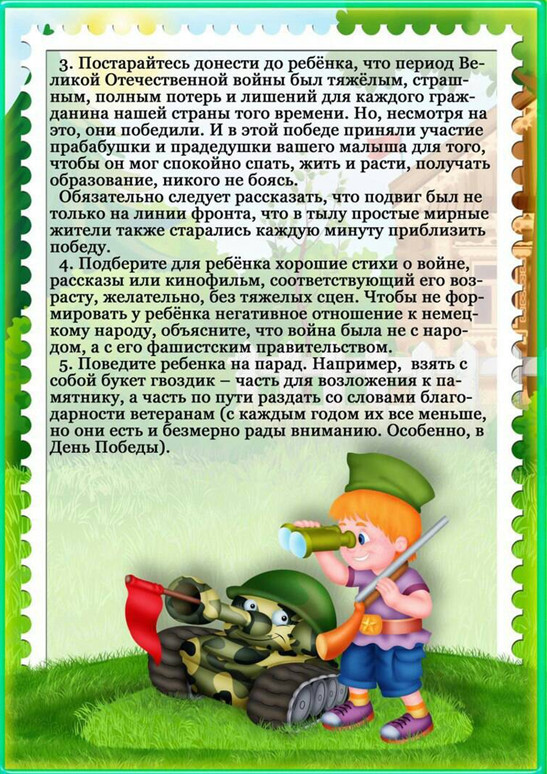 3. Постарайтесь донести до ребёнка, что период Ве-
ликой Отечественной войны был тяжёлым, страш-
ным, полным потерь и лишений для каждого граж-
данина нашей страны того времени. Но, несмотря на
это, они победили. И в этой победе приняли участие
прабабушки и прадедушки вашего малыша для того,
чтобы он мог спокойно спать, жить и расти, получать
образование, никого не боясь.
Обязательно следует рассказать, что подвиг был не
только на линии фронта, что в тылу простые мирные
жители также старались каждую минуту приблизить
победу.
4. Подберите для ребёнка хорошие стихи о войне,
рассказы или кинофильм, соответствующий его воз-
расту, желательно, без тяжелых сцен. Чтобы не фор-
мировать у ребёнка негативное отношение к немец-
кому народу, объясните, что война была не с наро-
дом, а с его фашистским правительством.
5. Поведите ребенка на парад. Например, взять с
собой букет гвоздик – часть для возложения к па-
мятнику, а часть по пути раздать со словами благо-
дарности ветеранам (с каждым годом их все меньше,
но они есть и безмерно рады вниманию. Особенно, в
День Победы).